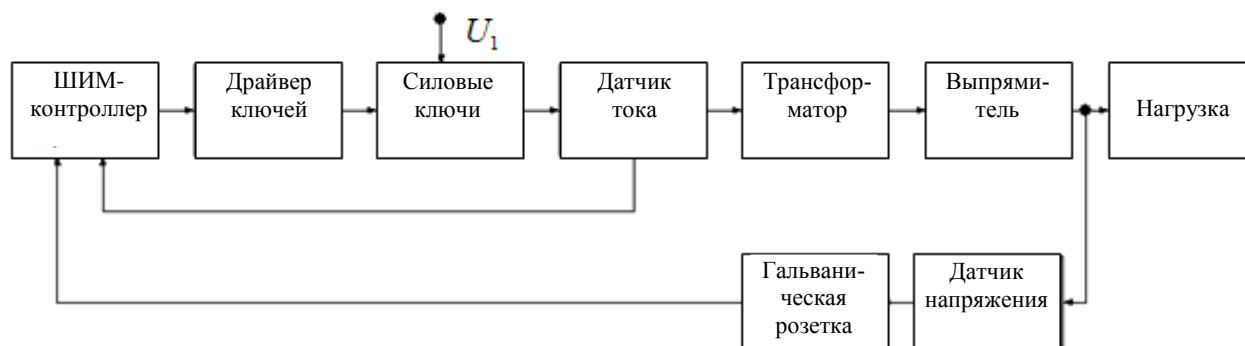 U₁
ШИМ-
контроллер
Драйвер
ключей
Силовые
ключи
Датчик
тока
Трансфор-
матор
Выпрями-
тель
Нагрузка
Гальвани-
ческая
розетка
Датчик
напряжения